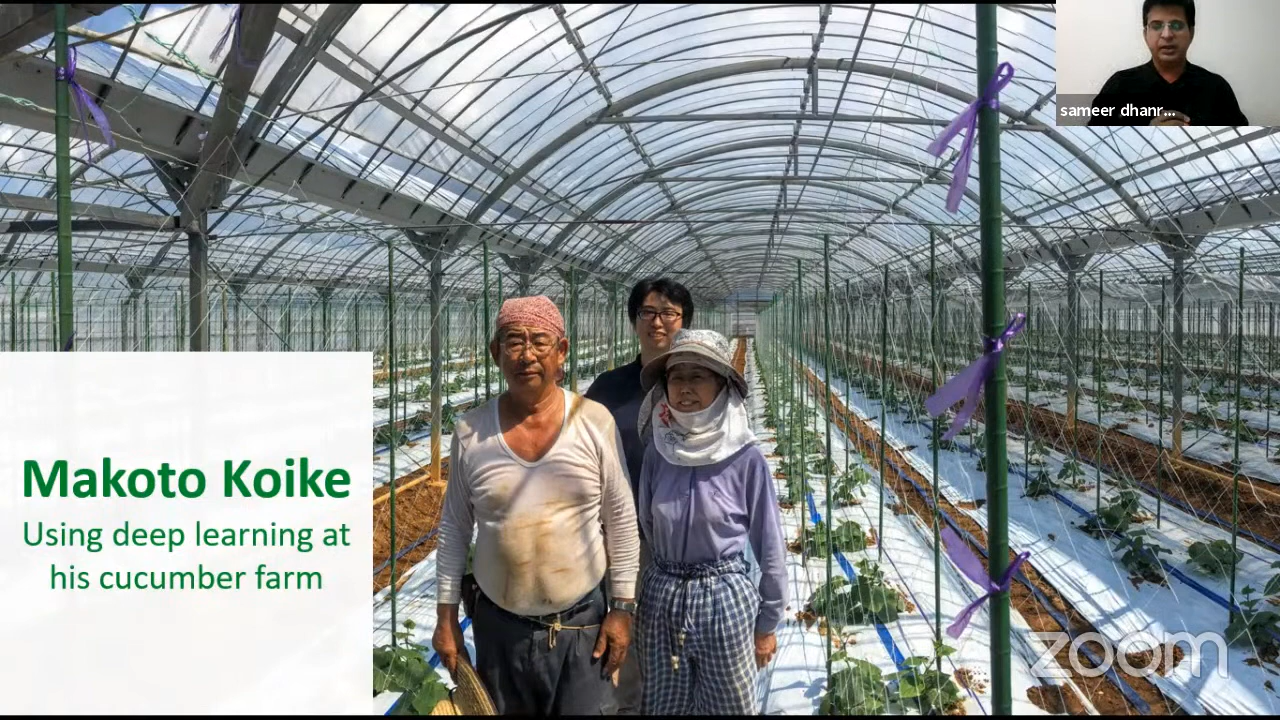 sameer dhanr...
Makoto Koike
Using deep learning at
his cucumber farm
zoom